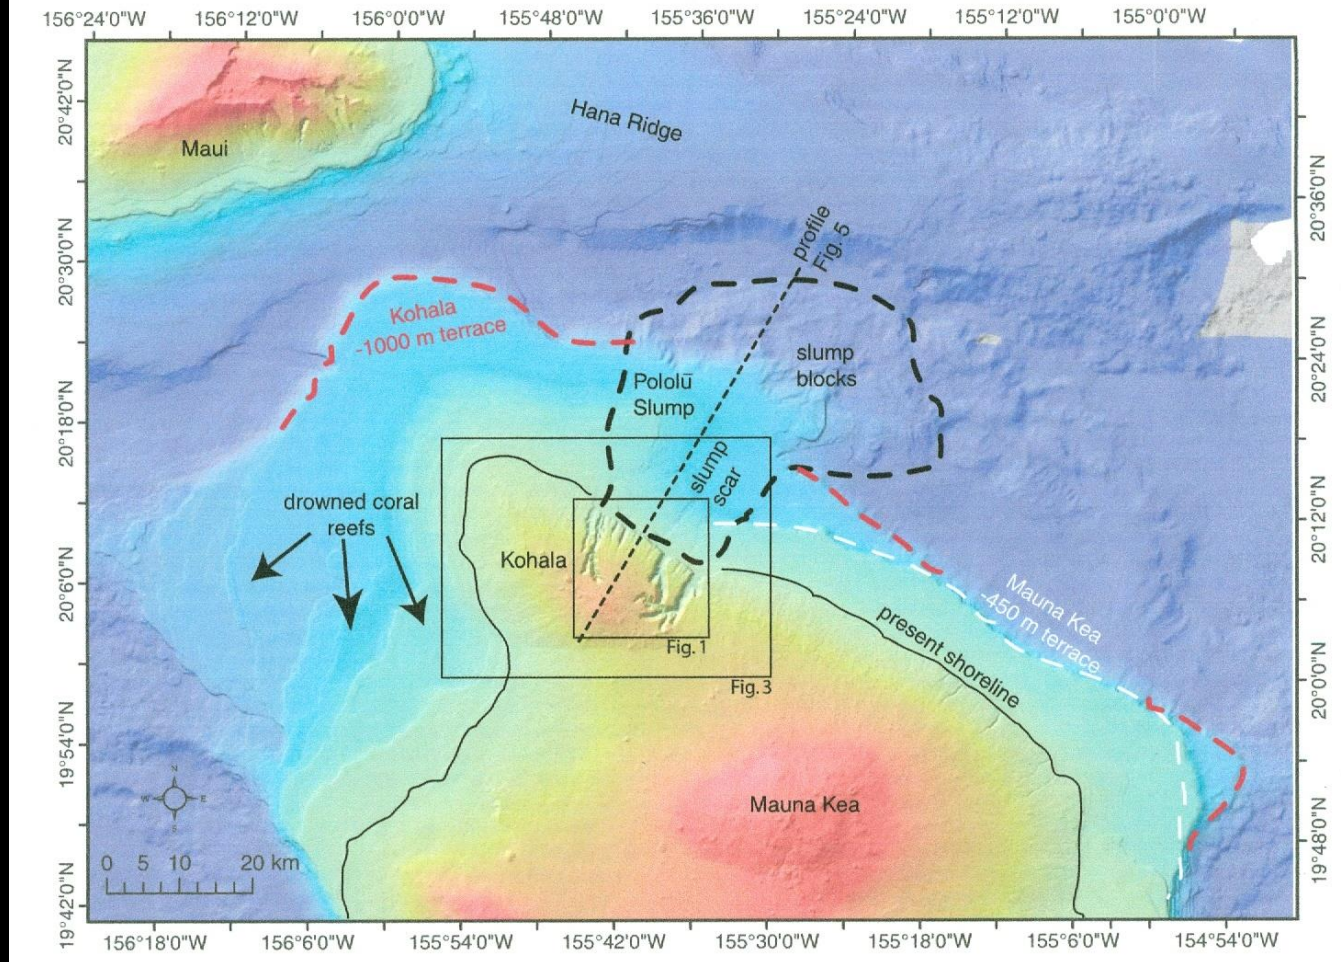 156°24'0"W 156°12'0"W 156°0'0"W 155°48'0"W 155°36'0"W 155°24'0"W 155°12'0"W 155°0'0"W
20°42'0"N
20°30'0"N
20°18'0"N
20°6'0"N
19°54'0"N
19°42'0"N
Maui
Hana Ridge
profile
Fig. 5
Kohala
-1000 m terrace
slump
blocks
Pololū
Slump
slump
scar
drowned coral
reefs
Kohala
Fig. 1
Fig. 3
Mauna Kea
-450 m terrace
present shoreline
Mauna Kea
N
W E
S
0 5 10 20 km
20°36'0"N
20°24'0"N
20°12'0"N
20°0'0"N
19°48'0"N
156°18'0"W 156°6'0"W 155°54'0"W 155°42'0"W 155°30'0"W 155°18'0"W 155°6'0"W 154°54'0"W